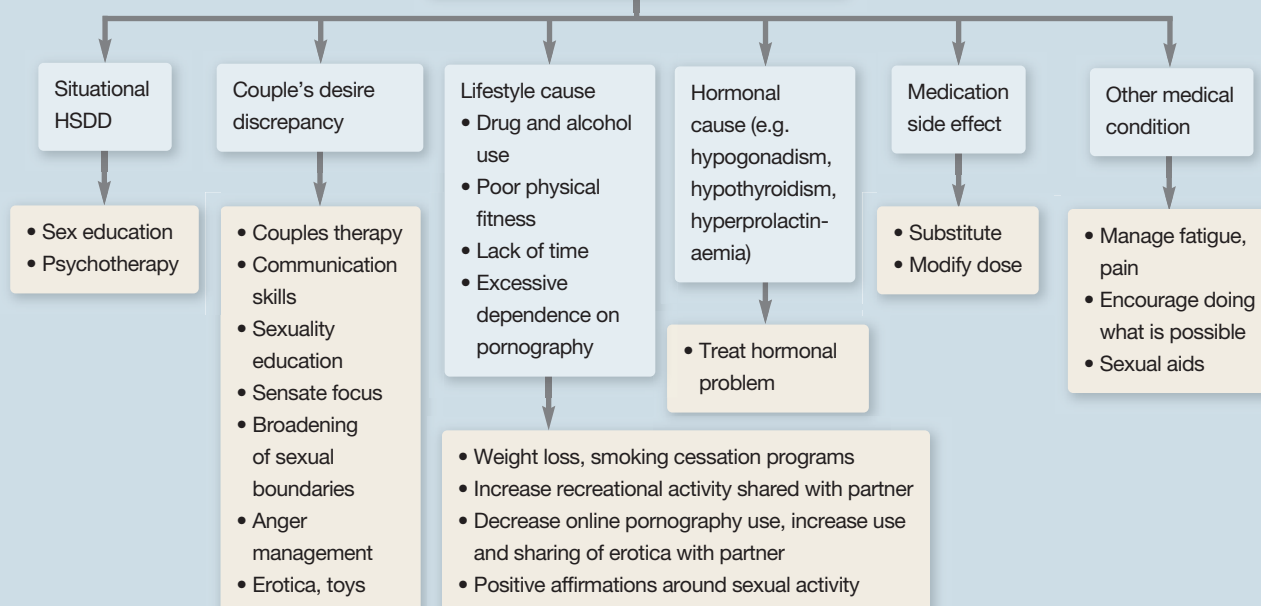 Situational
HSDD
• Sex education
• Psychotherapy
Couple’s desire
discrepancy
• Couples therapy
• Communication
skills
• Sexuality
education
• Sensate focus
• Broadening
of sexual
boundaries
• Anger
management
• Erotica, toys
Lifestyle cause
• Drug and alcohol
use
• Poor physical
fitness
• Lack of time
• Excessive
dependence on
pornography
• Weight loss, smoking cessation programs
• Increase recreational activity shared with partner
• Decrease online pornography use, increase use
and sharing of erotica with partner
• Positive affirmations around sexual activity
Hormonal
cause (e.g.
hypogonadism,
hypothyroidism,
hyperprolactin-
aemia)
• Treat hormonal
problem
Medication
side effect
• Substitute
• Modify dose
Other medical
condition
• Manage fatigue,
pain
• Encourage doing
what is possible
• Sexual aids